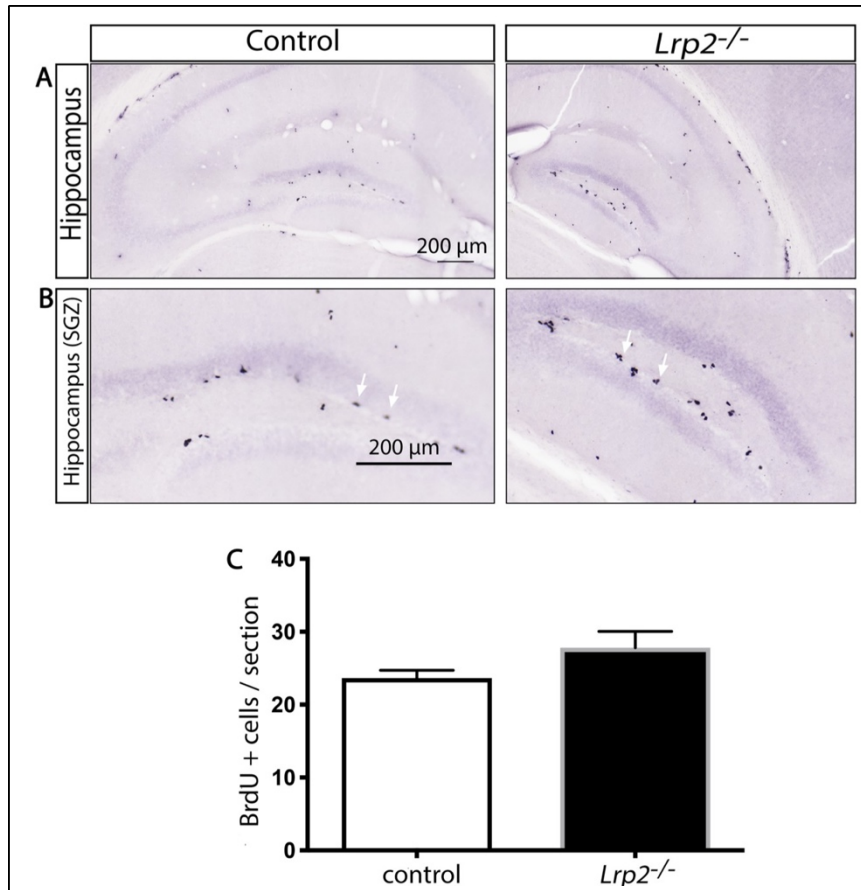 Control
Lrp2-/-
A
Hippocampus
200 µm
B
Hippocampus (SGZ)
200 µm
C
BrdU + cells / section
40
30
20
10
0
control
Lrp2-/-